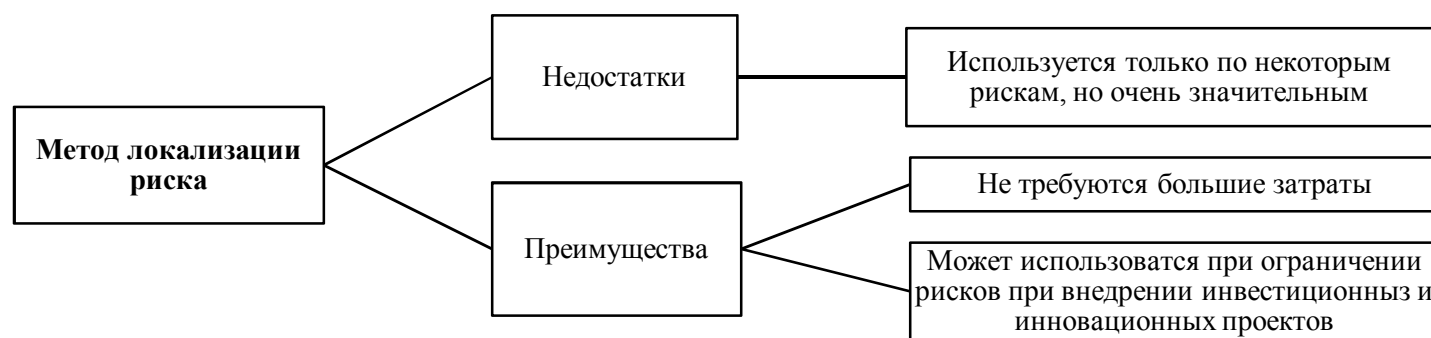 Метод локализации
риска
Недостатки
Используется только по некоторым
рискам, но очень значительным
Преимущества
Не требуются большие затраты
Может использоватся при ограничении
рисков при внедрении инвестиционныз и
инновационных проектов